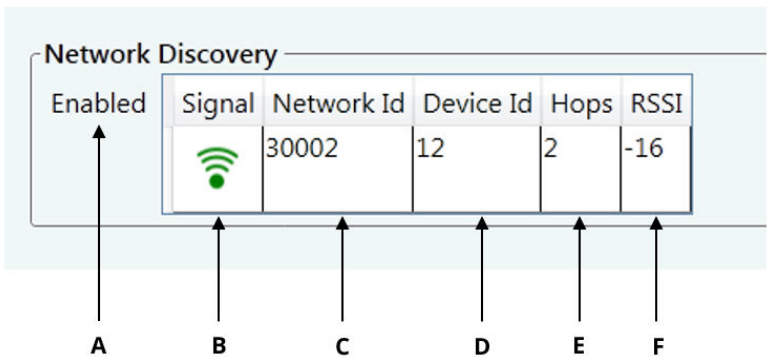 Network Discovery
Enabled Signal Network Id Device Id Hops RSSI
30002 12 2 -16
A B C D E F